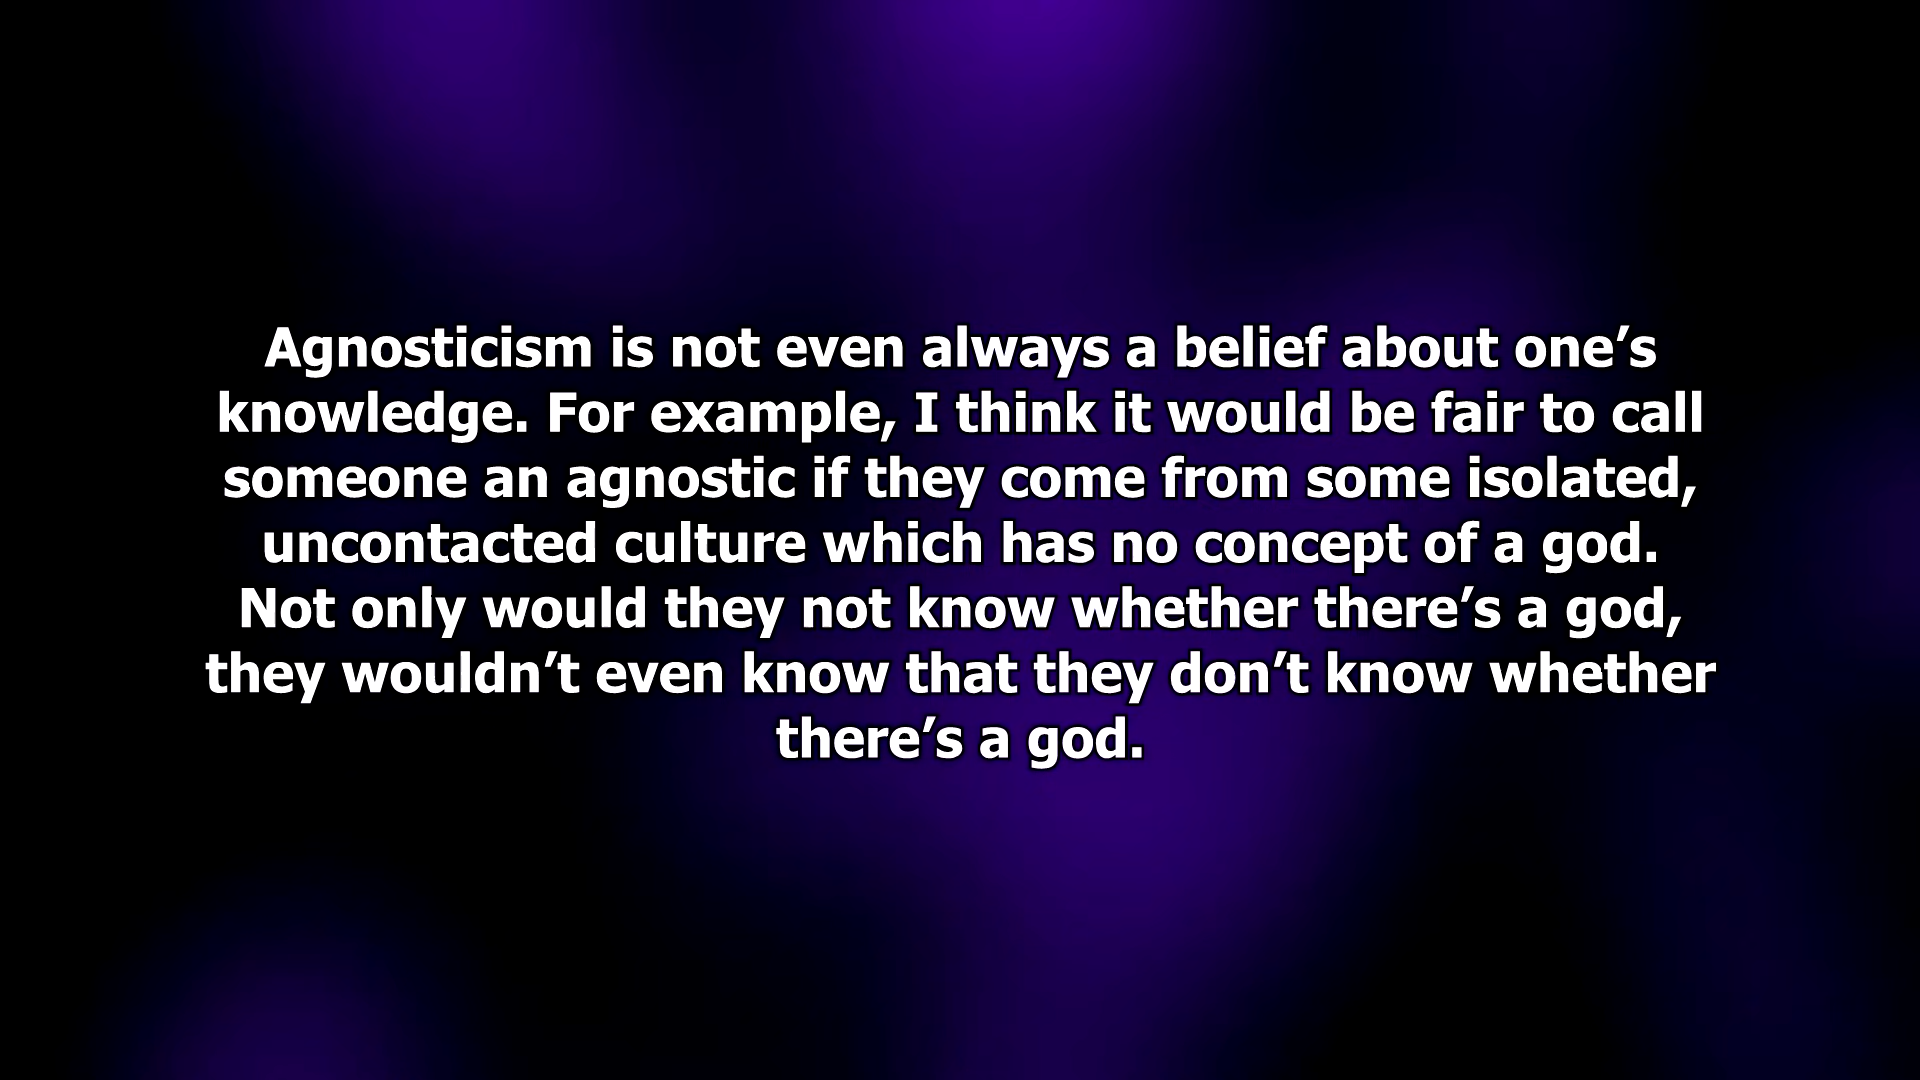 Agnosticism is not even always a belief about one’s
knowledge. For example, I think it would be fair to call
someone an agnostic if they come from some isolated,
uncontacted culture which has no concept of a god.
Not only would they not know whether there’s a god,
they wouldn’t even know that they don’t know whether
there’s a god.